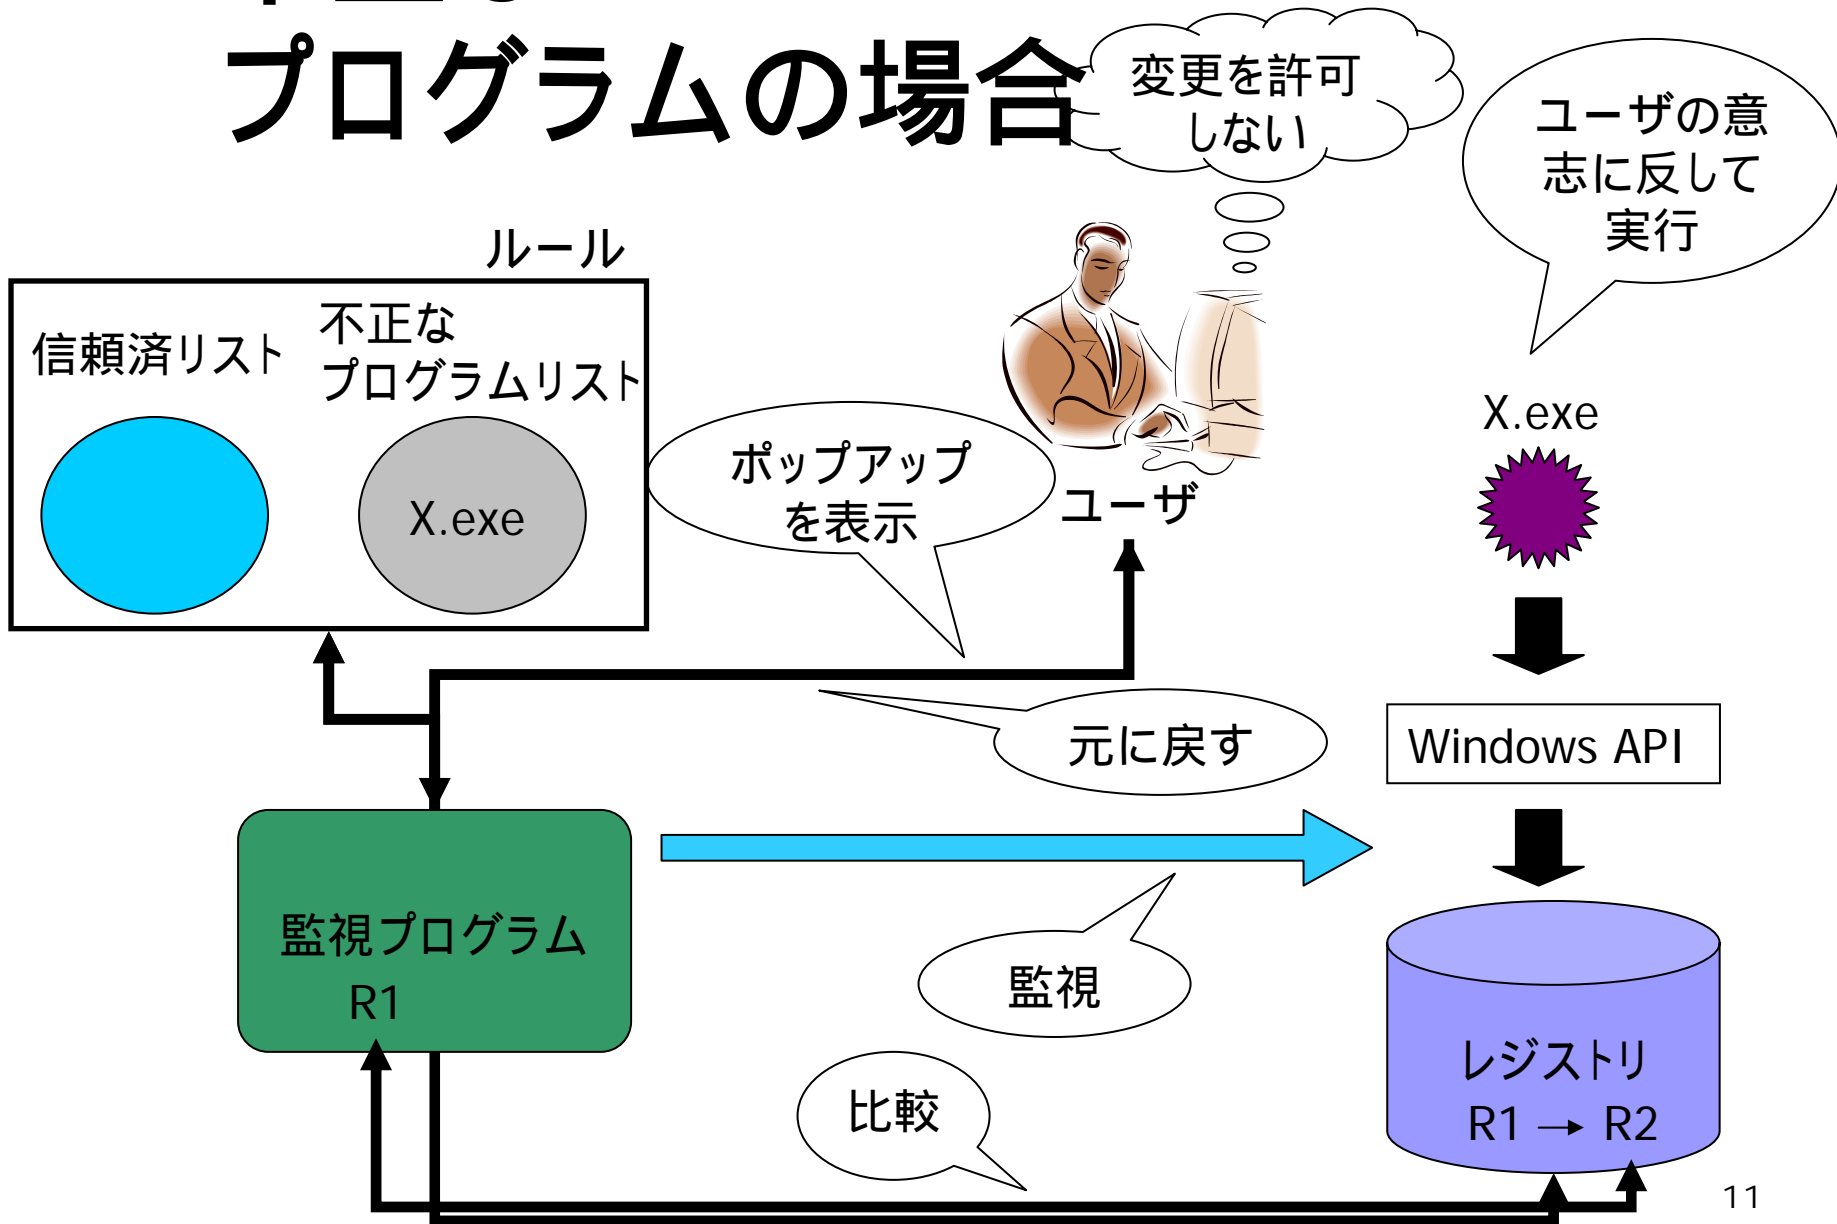 プログラムの場合
変更を許可
しない
ユーザの意
志に反して
実行
ルール
信頼済リスト
不正な
プログラムリスト
X.exe
ポップアップ
を表示
ユーザ
X.exe
元に戻す
Windows API
監視プログラム
R1
監視
比較
レジストリ
R1 → R2
11